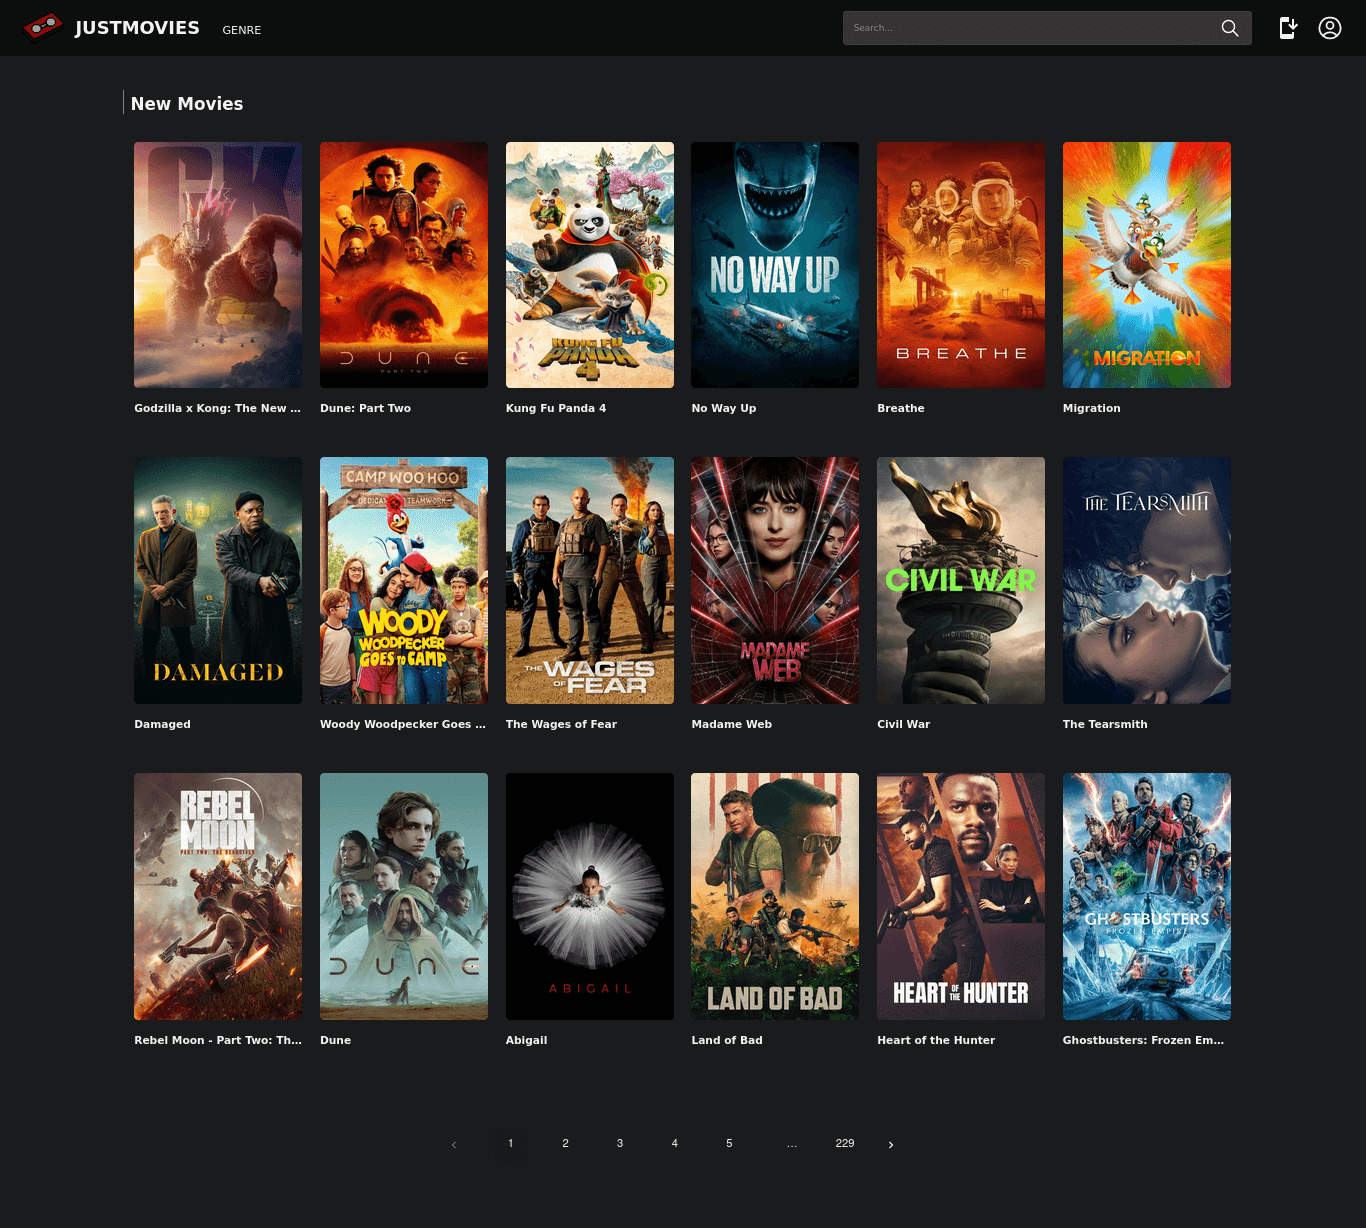 JUSTMOVIES GENRE Search...
New Movies
GK
DUNE
PART TWO
KUNG FU
PANDA
4
NO WAY UP
BREATHE
MIGRATION
Godzilla x Kong: The New ... Dune: Part Two Kung Fu Panda 4 No Way Up Breathe Migration
DAMAGED
CAMP WOO HOO
TEAMWORK
WOODY
WOODPECKER
GOES TO CAMP
THE WAGES
OF FEAR
MADAME
WEB
CIVIL WAR
THE TEARSMITH
Damaged Woody Woodpecker Goes ... The Wages of Fear Madame Web Civil War The Tearsmith
REBEL
MOON
PART TWO: THE SCARGIVER
DUNE
ABIGAIL
LAND OF BAD
HEART OF THE HUNTER
GHOSTBUSTERS
FROZEN EMPIRE
Rebel Moon - Part Two: Th... Dune Abigail Land of Bad Heart of the Hunter Ghostbusters: Frozen Em...
‹ 1 2 3 4 5 ... 229 ›